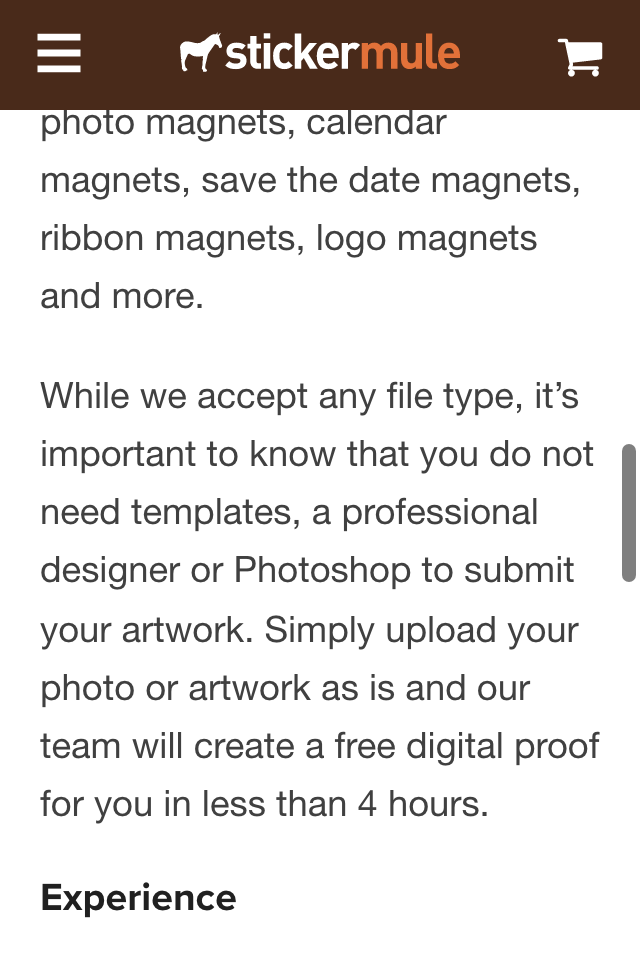 stickermule
photo magnets, calendar
magnets, save the date magnets,
ribbon magnets, logo magnets
and more.
While we accept any file type, it’s
important to know that you do not
need templates, a professional
designer or Photoshop to submit
your artwork. Simply upload your
photo or artwork as is and our
team will create a free digital proof
for you in less than 4 hours.
Experience